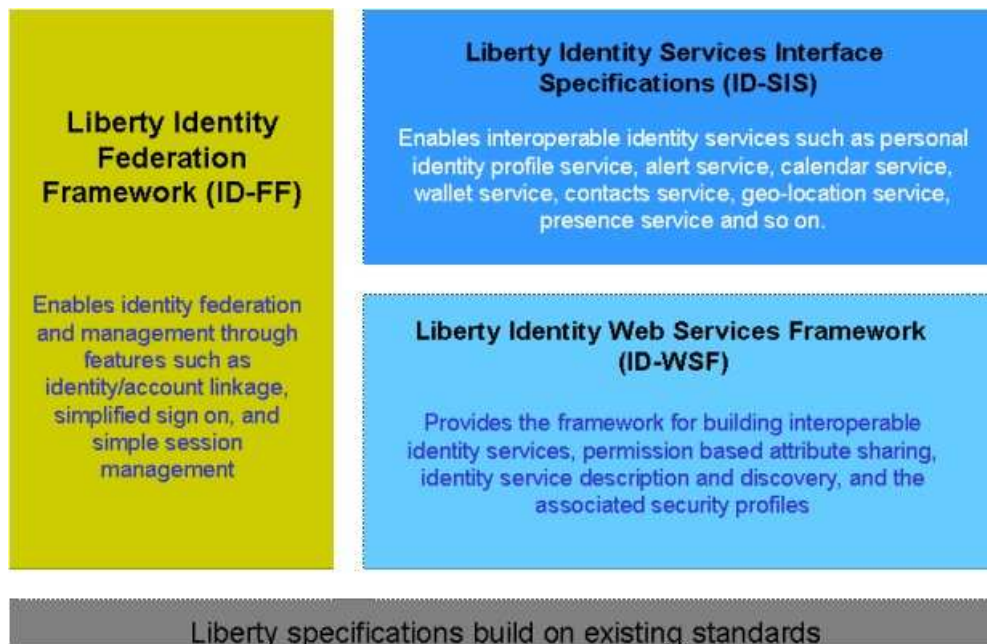 Liberty Identity
Federation
Framework (ID-FF)
Enables identity federation
and management through
features such as
identity/account linkage,
simplified sign on, and
simple session
management
Liberty Identity Services Interface
Specifications (ID-SIS)
Enables interoperable identity services such as personal
identity profile service, alert service, calendar service,
wallet service, contacts service, geo-location service,
presence service and so on.
Liberty Identity Web Services Framework
(ID-WSF)
Provides the framework for building interoperable
identity services, permission based attribute sharing,
identity service description and discovery, and the
associated security profiles
Liberty specifications build on existing standards